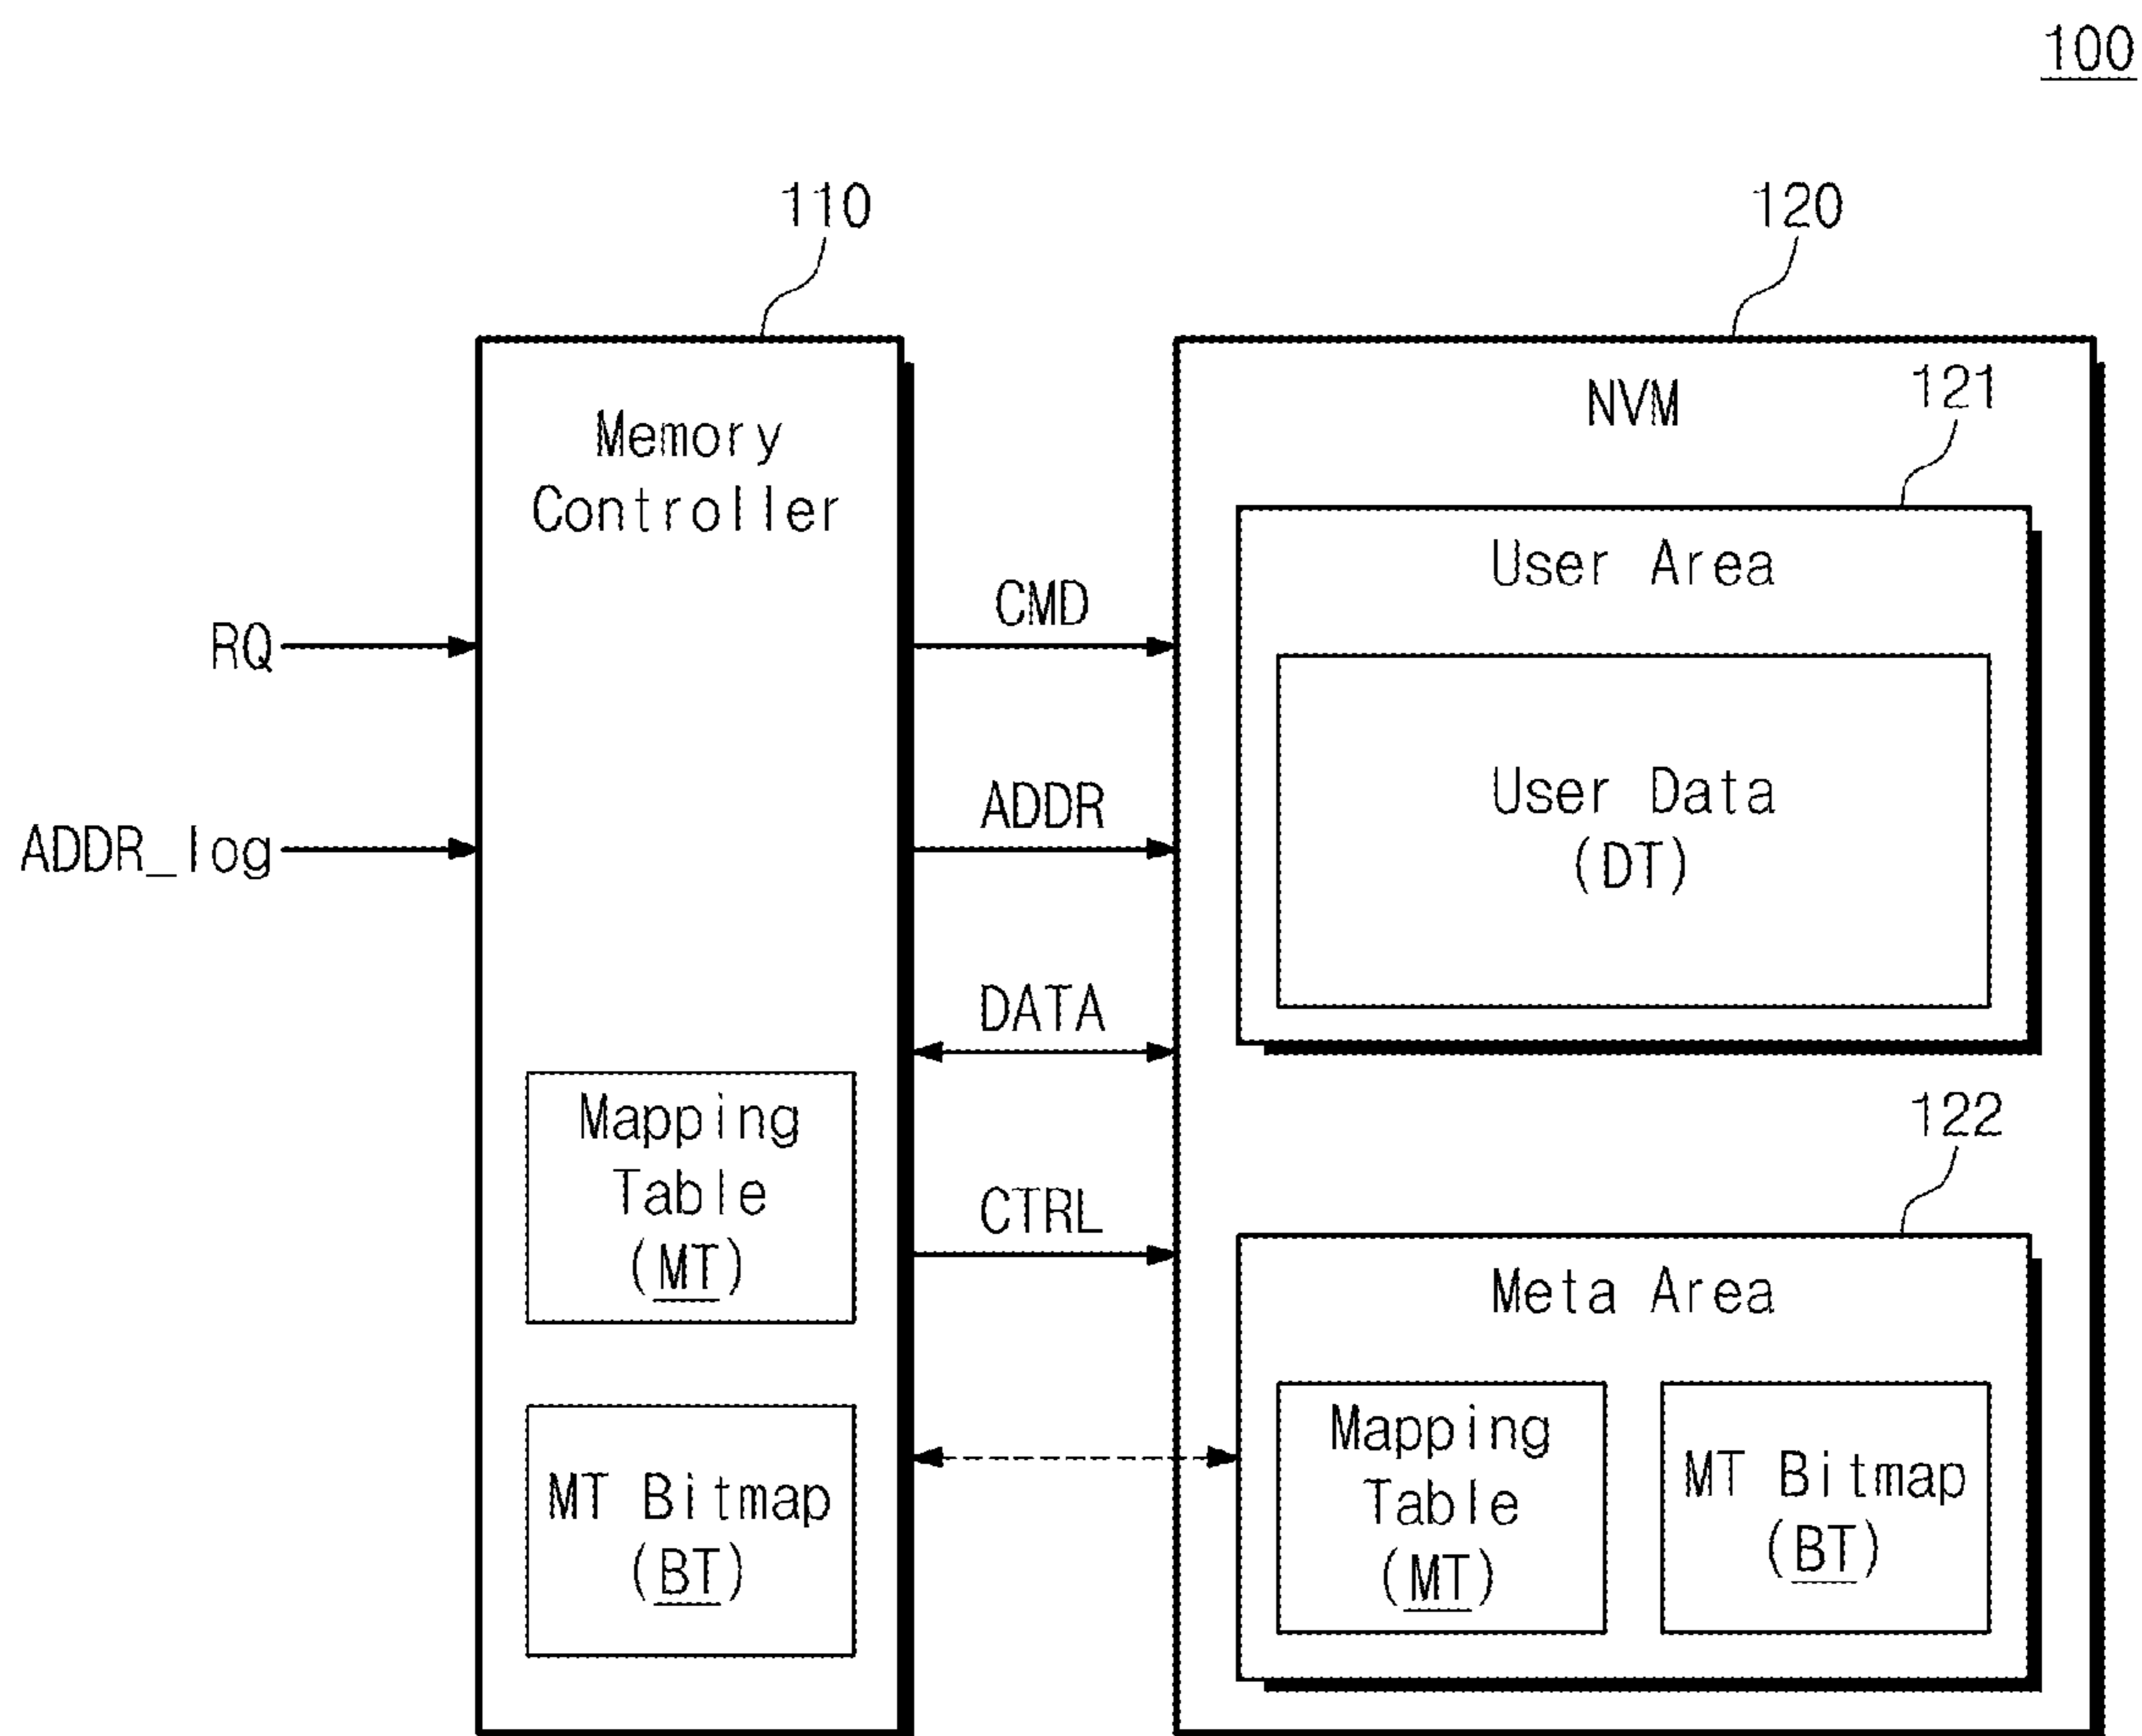 100
110
120
Memory
Controller
NVM
121
User Area
User Data
(DT)
RQ
CMD
ADDR_log
ADDR
DATA
CTRL
Mapping
Table
(MT)
MT Bitmap
(BT)
122
Meta Area
Mapping
Table
(MT)
MT Bitmap
(BT)